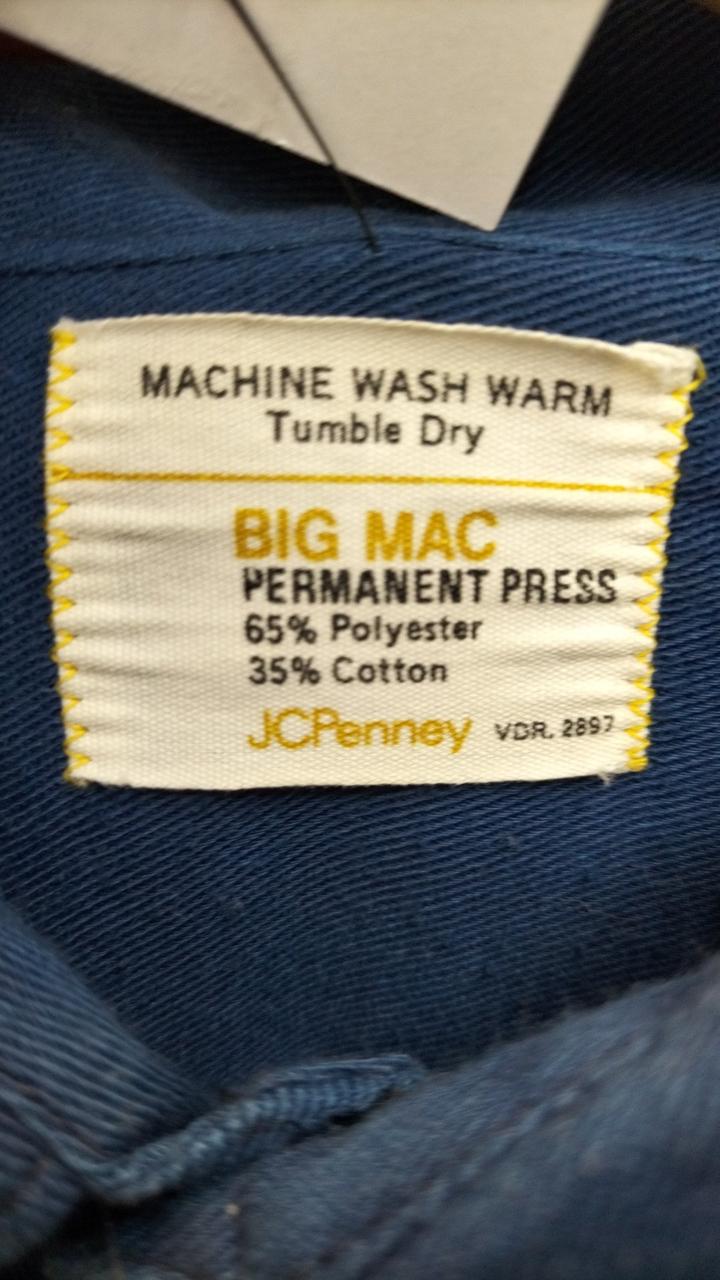 MACHINE WASH WARM
Tumble Dry
BIG MAC
PERMANENT PRESS
65% Polyester
35% Cotton
JCPenney VDR. 2897